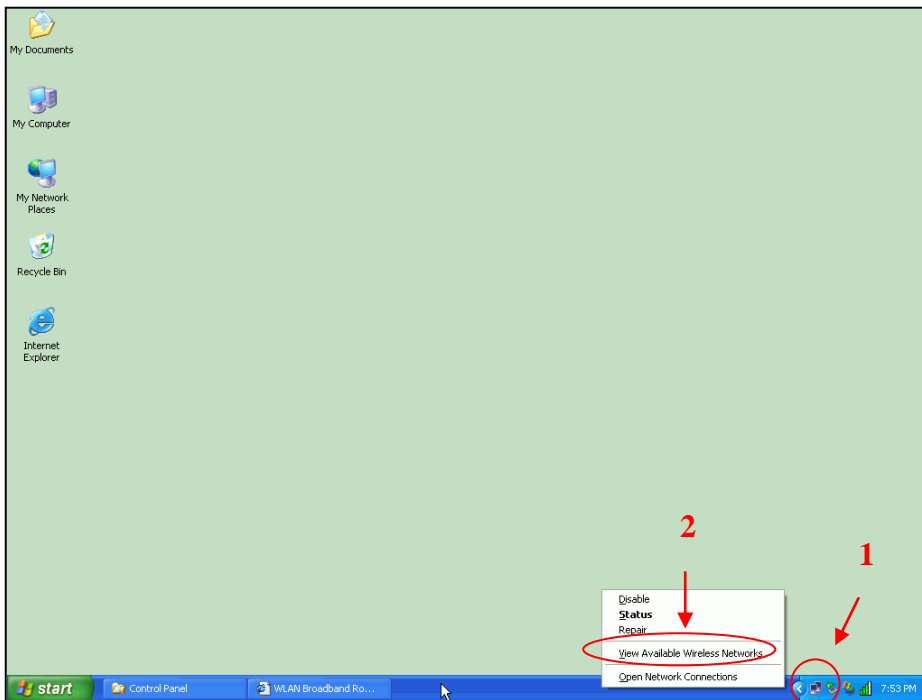 My Documents
My Computer
My Network
Places
Recycle Bin
Internet
Explorer
2
1
Disable
Status
Repair
View Available Wireless Networks
Open Network Connections
start
Control Panel
WLAN Broadband Ro...
7:53 PM